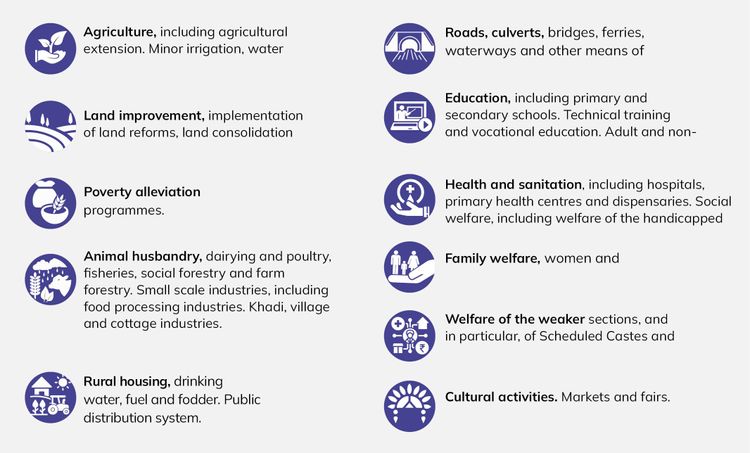 Agriculture, including agricultural
extension. Minor irrigation, water
Land improvement, implementation
of land reforms, land consolidation
Poverty alleviation
programmes.
Animal husbandry, dairying and poultry,
fisheries, social forestry and farm
forestry. Small scale industries, including
food processing industries. Khadi, village
and cottage industries.
Rural housing, drinking
water, fuel and fodder. Public
distribution system.
Roads, culverts, bridges, ferries,
waterways and other means of
Education, including primary and
secondary schools. Technical training
and vocational education. Adult and non-
Health and sanitation, including hospitals,
primary health centres and dispensaries. Social
welfare, including welfare of the handicapped
Family welfare, women and
Welfare of the weaker sections, and
in particular, of Scheduled Castes and
Cultural activities. Markets and fairs.